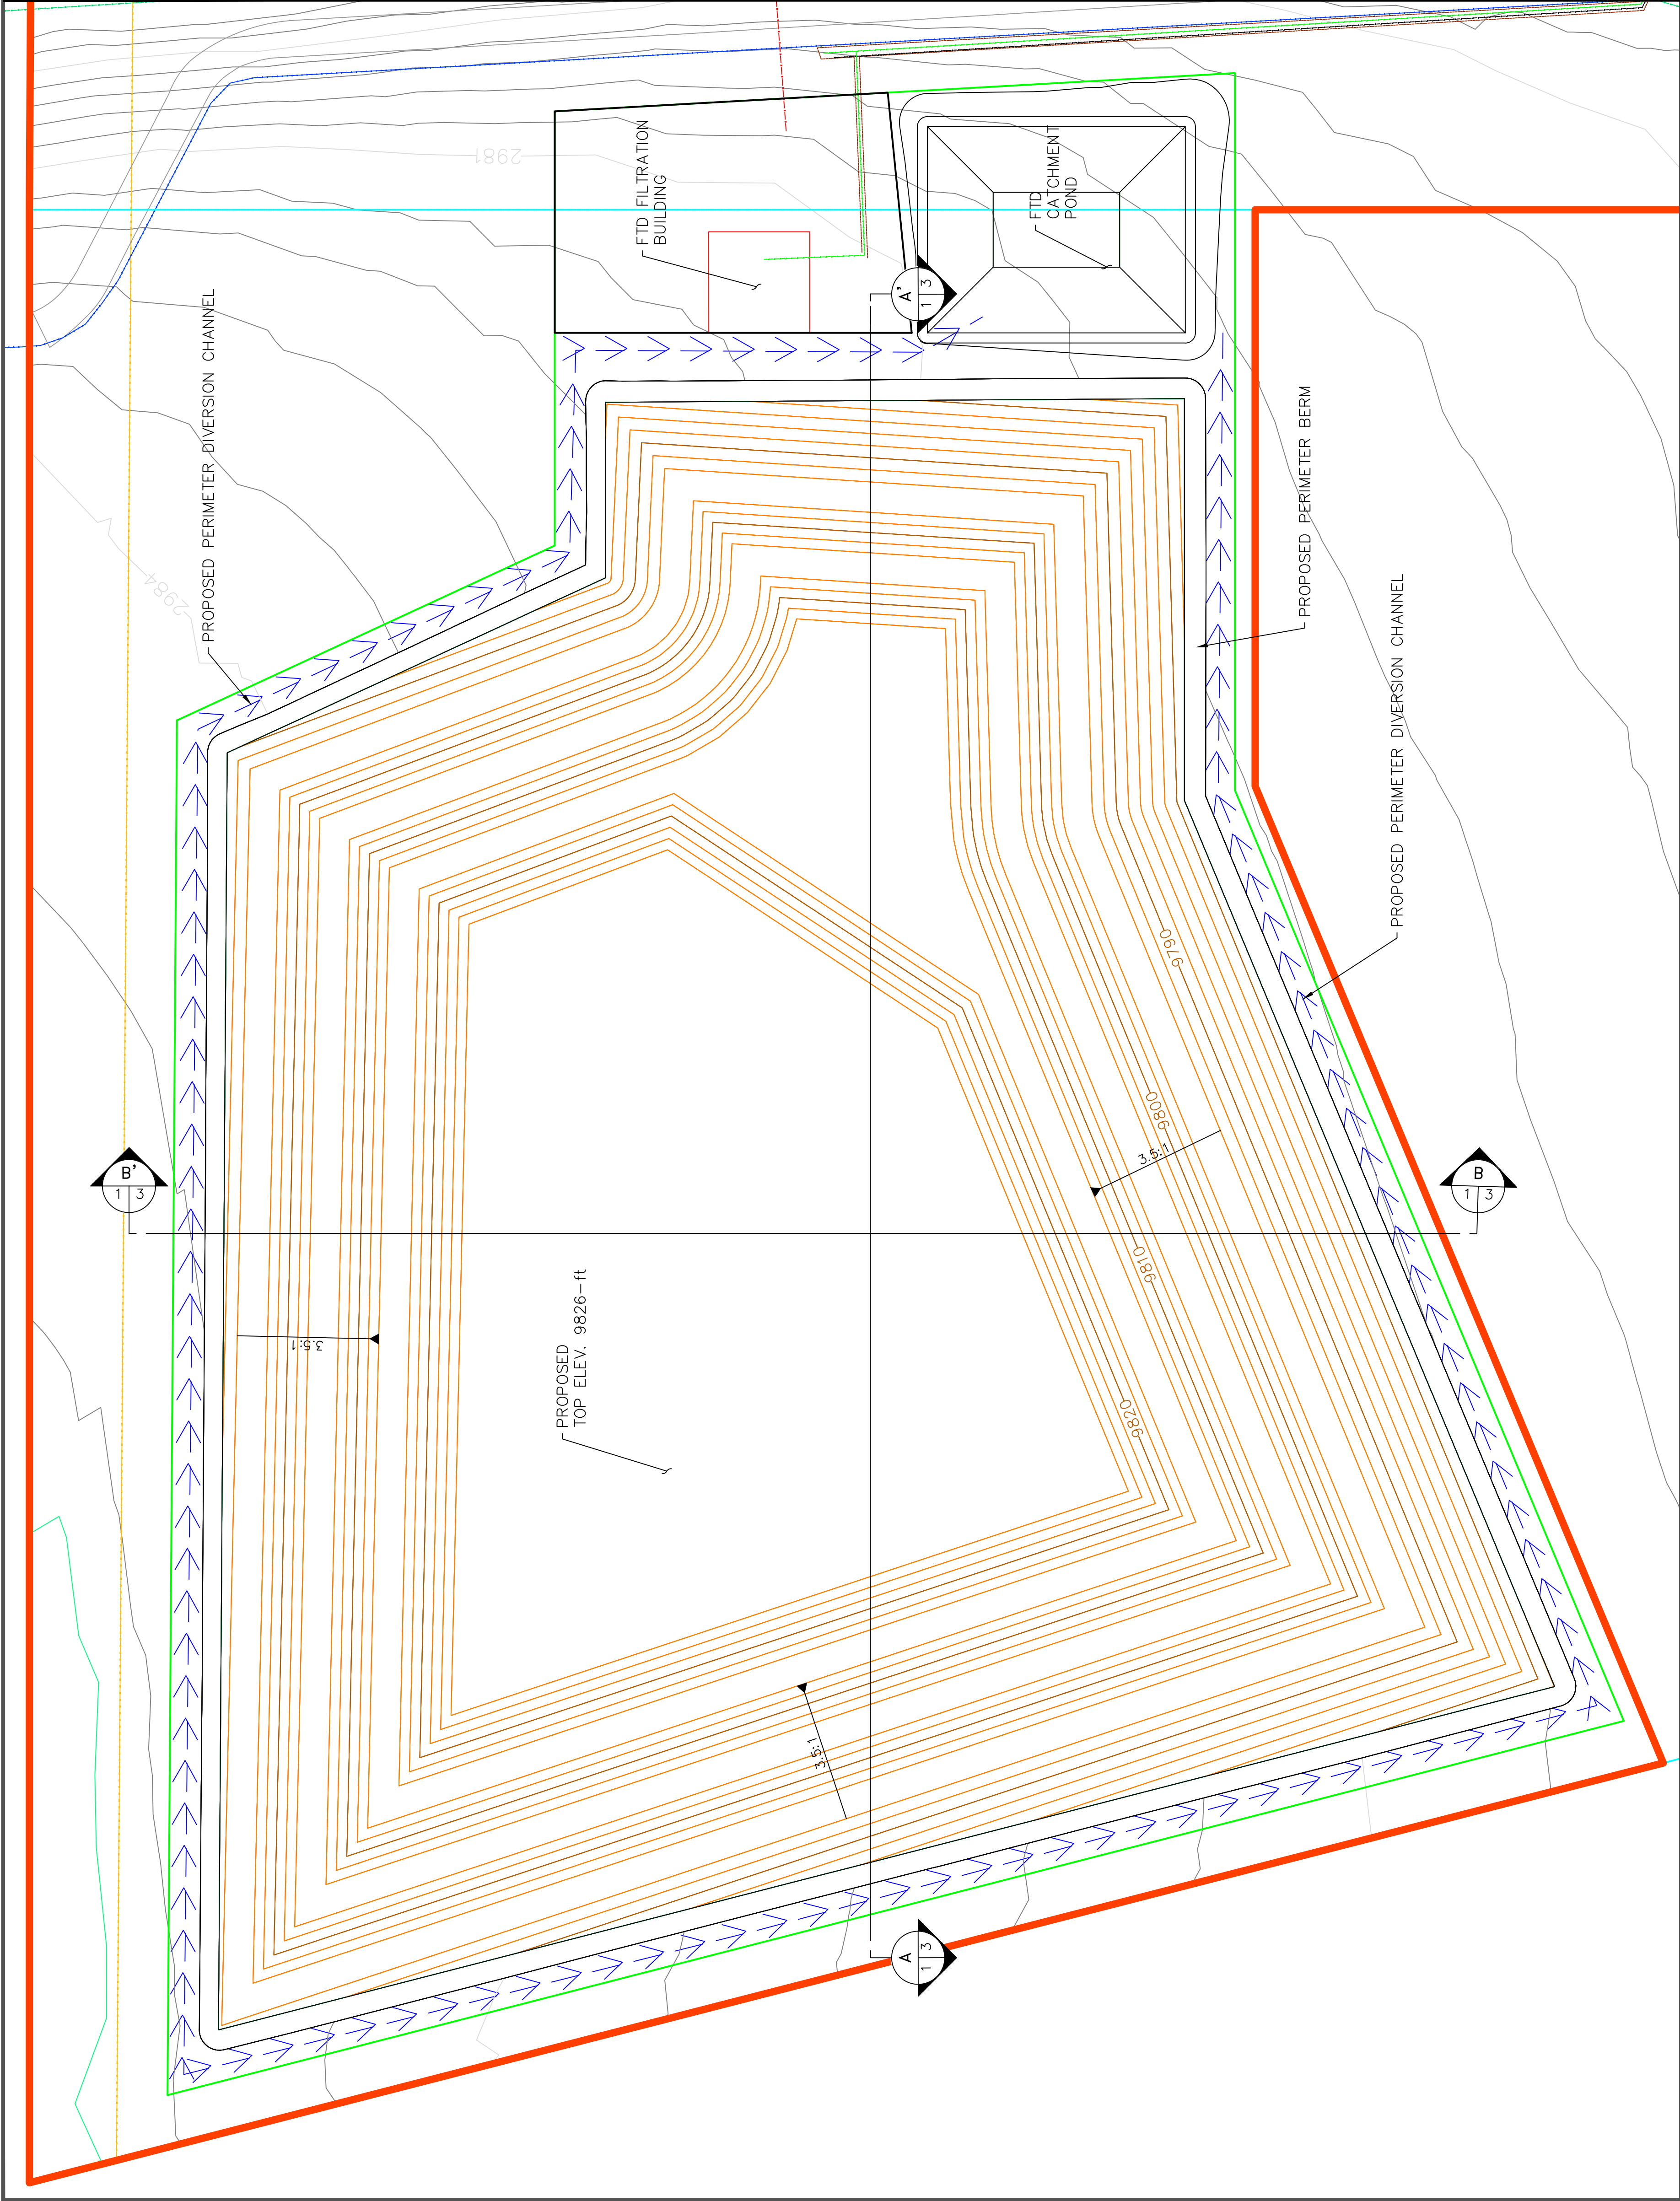 2981
FTD FILTRATION
BUILDING
FTD
CATCHMENT
POND
A'
1 3
PROPOSED PERIMETER DIVERSION CHANNEL
2984
PROPOSED PERIMETER BERM
PROPOSED PERIMETER DIVERSION CHANNEL
9790
9800
3.5:1
B'
1 3
B
1 3
9810
3.5:1
PROPOSED
TOP ELEV. 9826-ft
9820
3.5:1
A
1 3